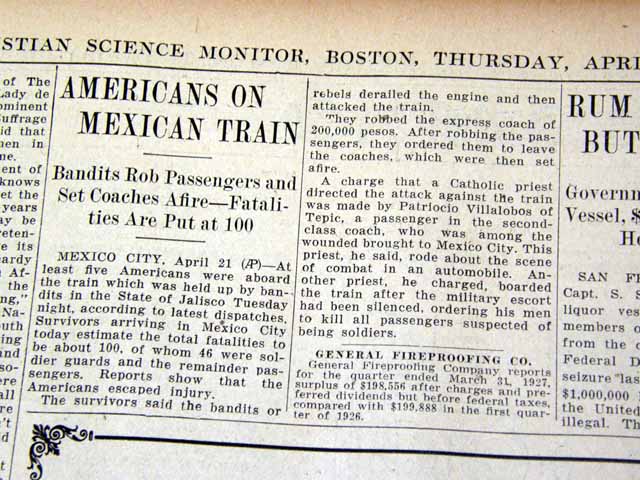 STIAN SCIENCE MONITOR, BOSTON, THURSDAY, APRI
of The
Lady de
ominent
Suffrage
id that
men in
me.
ent of
knows
et the
years
ay be
reten-
e its
ardy
Af-
the
ng,"
Na-
outh
ing
and
so-
ere
all
re
n't
d
t
AMERICANS ON
MEXICAN TRAIN
Bandits Rob Passengers and
Set Coaches Afire—Fatali-
ties Are Put at 100
MEXICO CITY, April 21 (AP)—At
least five Americans were aboard
the train which was held up by ban-
dits in the State of Jalisco Tuesday
night, according to latest dispatches.
Survivors arriving in Mexico City
today estimate the total fatalities to
be about 100, of whom 46 were sol-
dier guards and the remainder pas-
sengers. Reports show that the
Americans escaped injury.
The survivors said the bandits or
rebels derailed the engine and then
attacked the train.
They robbed the express coach of
200,000 pesos. After robbing the pas-
sengers, they ordered them to leave
the coaches, which were then set
afire.
A charge that a Catholic priest
directed the attack against the train
was made by Patriocio Villalobos of
Tepic, a passenger in the second-
class coach, who was among the
wounded brought to Mexico City. This
priest, he said, rode about the scene
of combat in an automobile. An-
other priest, he charged, boarded
the train after the military escort
had been silenced, ordering his men
to kill all passengers suspected of
being soldiers.
GENERAL FIREPROOFING CO.
General Fireproofing Company reports
for the quarter ended March 31, 1927,
surplus of $198,556 after charges and pre-
ferred dividends but before federal taxes,
compared with $199,888 in the first quar-
ter of 1926.
RUM
BUT
Governm
Vessel, $
Ho
SAN F
Capt. S. S
liquor ves
members o
from the c
Federal D
seizure "las
$1,000,000 l
the United
illegal. Th